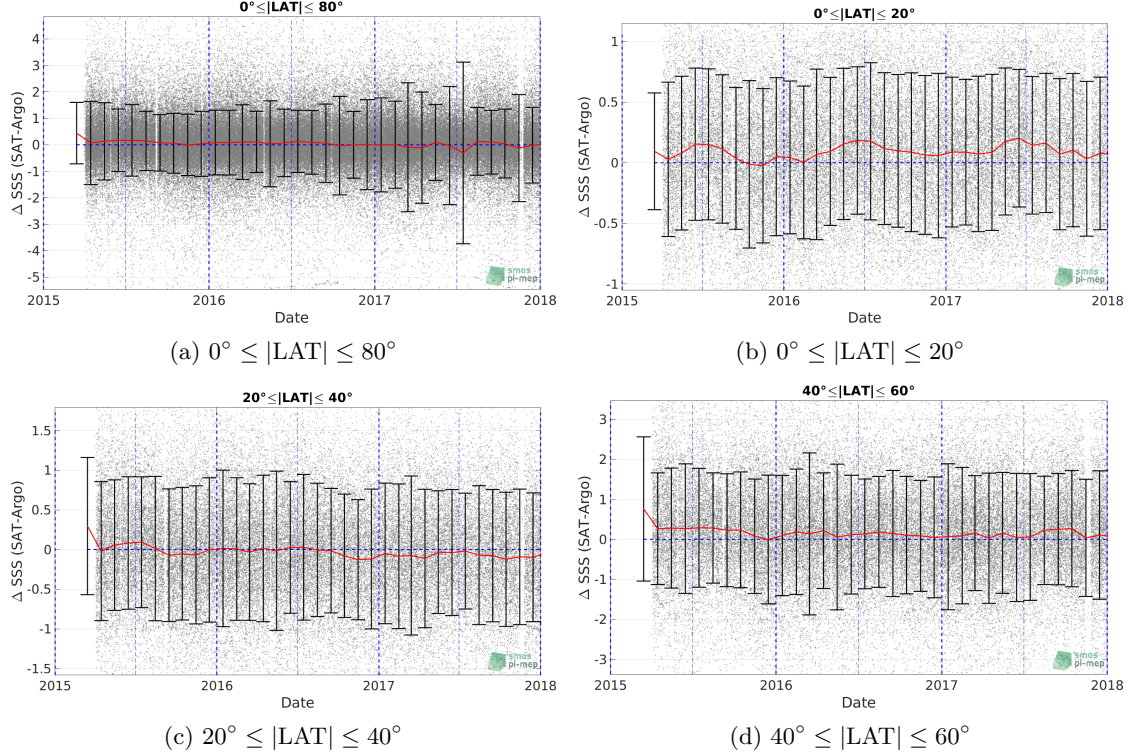 0°≤|LAT|≤ 80°
Δ SSS (SAT-Argo)
4
3
2
1
0
-1
-2
-3
-4
-5
2015
2016
2017
2018
Date
smos
pi-mep
(a) 0° ≤ |LAT| ≤ 80°
0°≤|LAT|≤ 20°
Δ SSS (SAT-Argo)
1
0.5
0
-0.5
-1
2015
2016
2017
2018
Date
smos
pi-mep
(b) 0° ≤ |LAT| ≤ 20°
20°≤|LAT|≤ 40°
Δ SSS (SAT-Argo)
1.5
1
0.5
0
-0.5
-1
-1.5
2015
2016
2017
2018
Date
smos
pi-mep
(c) 20° ≤ |LAT| ≤ 40°
40°≤|LAT|≤ 60°
Δ SSS (SAT-Argo)
3
2
1
0
-1
-2
-3
2015
2016
2017
2018
Date
smos
pi-mep
(d) 40° ≤ |LAT| ≤ 60°